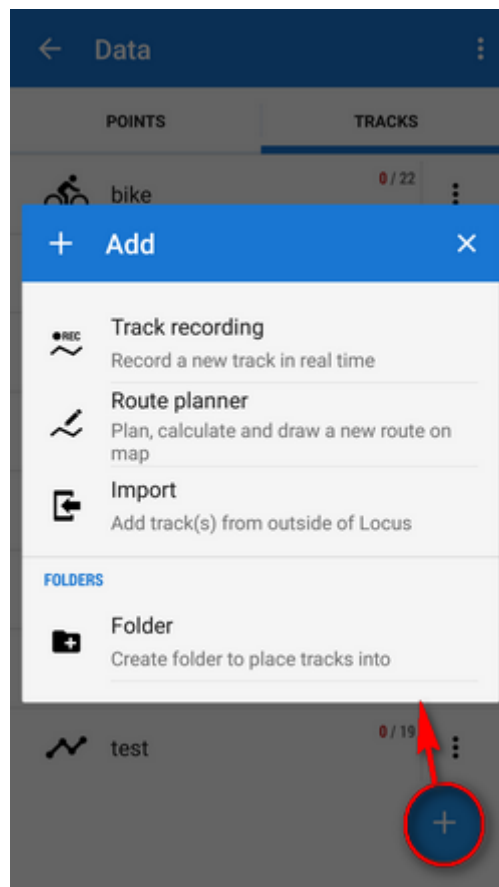 Data
POINTS TRACKS
0 / 22
bike
+ Add ×
REC
Track recording
Record a new track in real time
Route planner
Plan, calculate and draw a new route on
map
Import
Add track(s) from outside of Locus
FOLDERS
Folder
Create folder to place tracks into
0 / 19
test
+